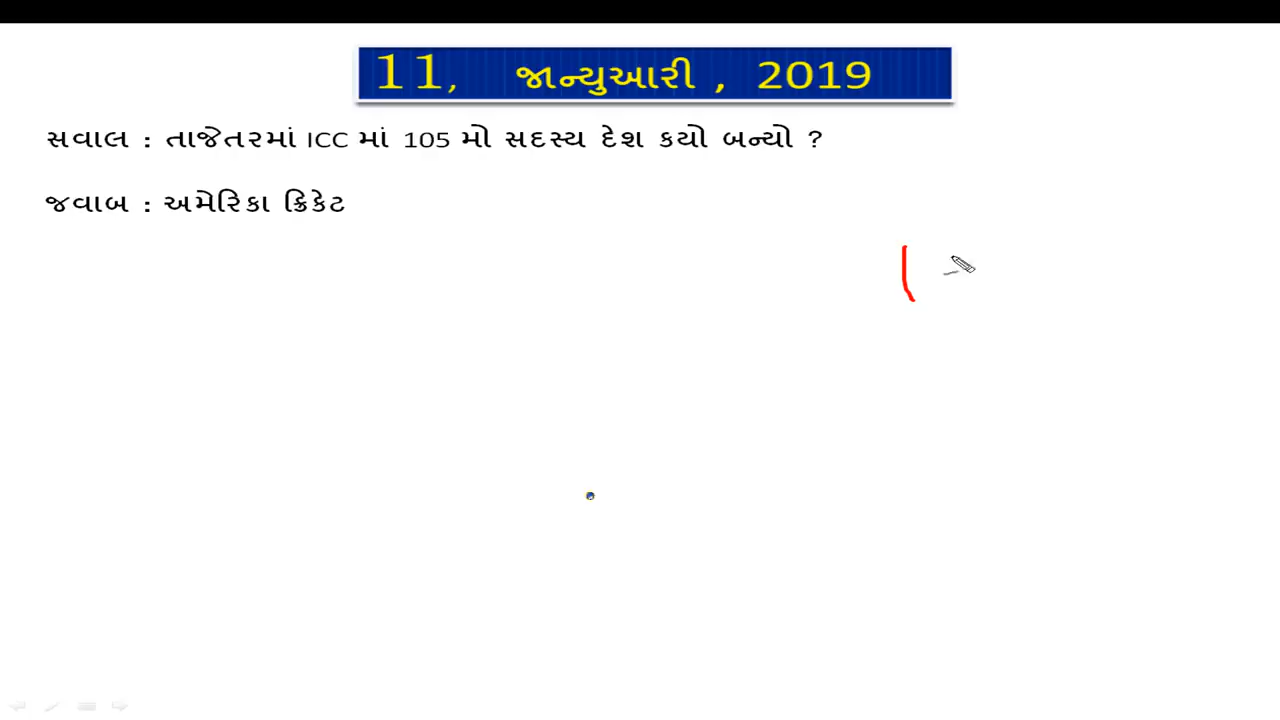 11, જાન્યુઆરી , 2019
સવાલ : તાજેતરમાં ICC માં 105 મો સદસ્ય દેશ કયો બન્યો ?
જવાબ : અમેરિકા ક્રિકેટ